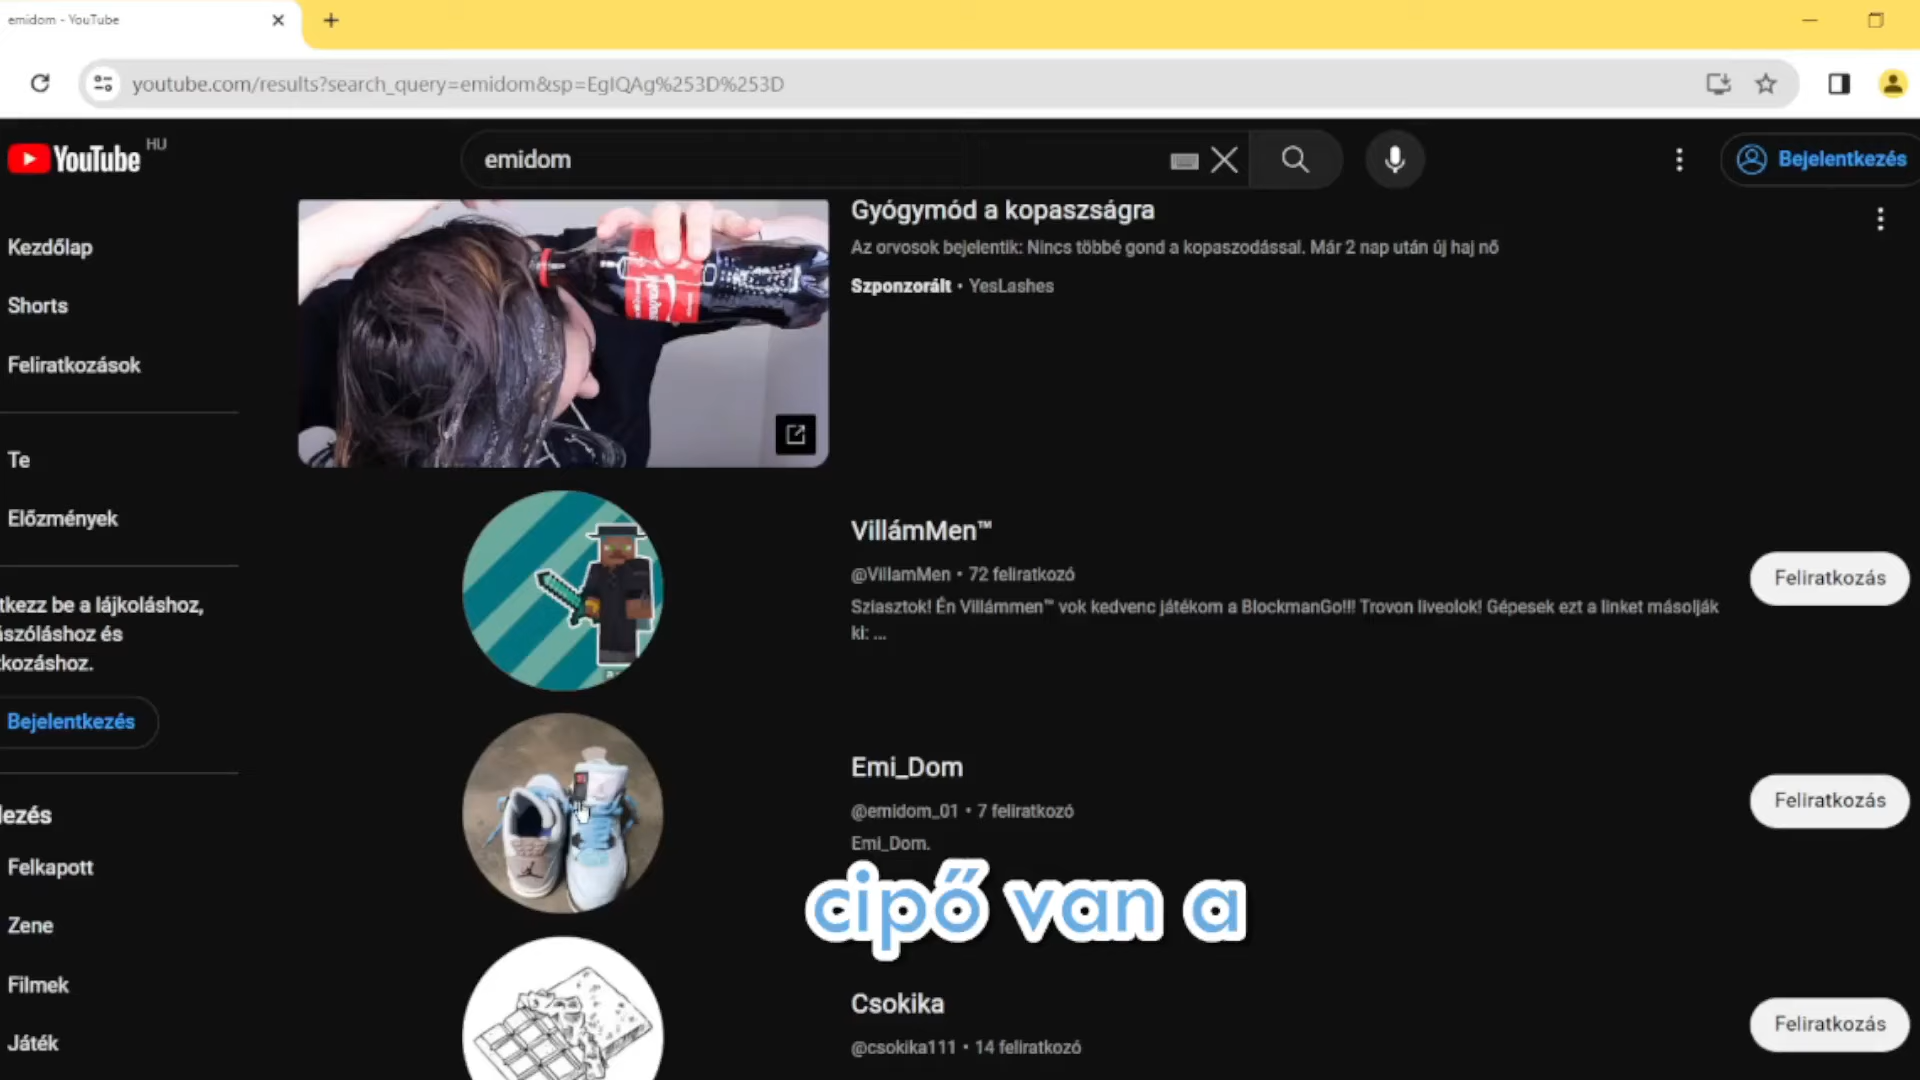 emidom - YouTube
youtube.com/results?search_query=emidom&sp=EgIQAg%253D%253D
YouTube HU
emidom
Bejelentkezés
Kezdőlap
Shorts
Feliratkozások
Te
Előzmények
tkezz be a lájkoláshoz,
ászóláshoz és
tkozáshoz.
Bejelentkezés
lezés
Felkapott
Zene
Filmek
Játék
Gyógymód a kopaszságra
Az orvosok bejelentik: Nincs többé gond a kopaszodással. Már 2 nap után új haj nő
Szponzorált • YesLashes
VillámMen™
@VillamMen • 72 feliratkozó
Sziasztok! Én Villámmen™ vok kedvenc játékom a BlockmanGo!!! Trovon liveolok! Gépesek ezt a linket másolják
ki: ...
Feliratkozás
Emi_Dom
@emidom_01 • 7 feliratkozó
Emi_Dom.
Feliratkozás
cipő van a
Csokika
@csokika111 • 14 feliratkozó
Feliratkozás